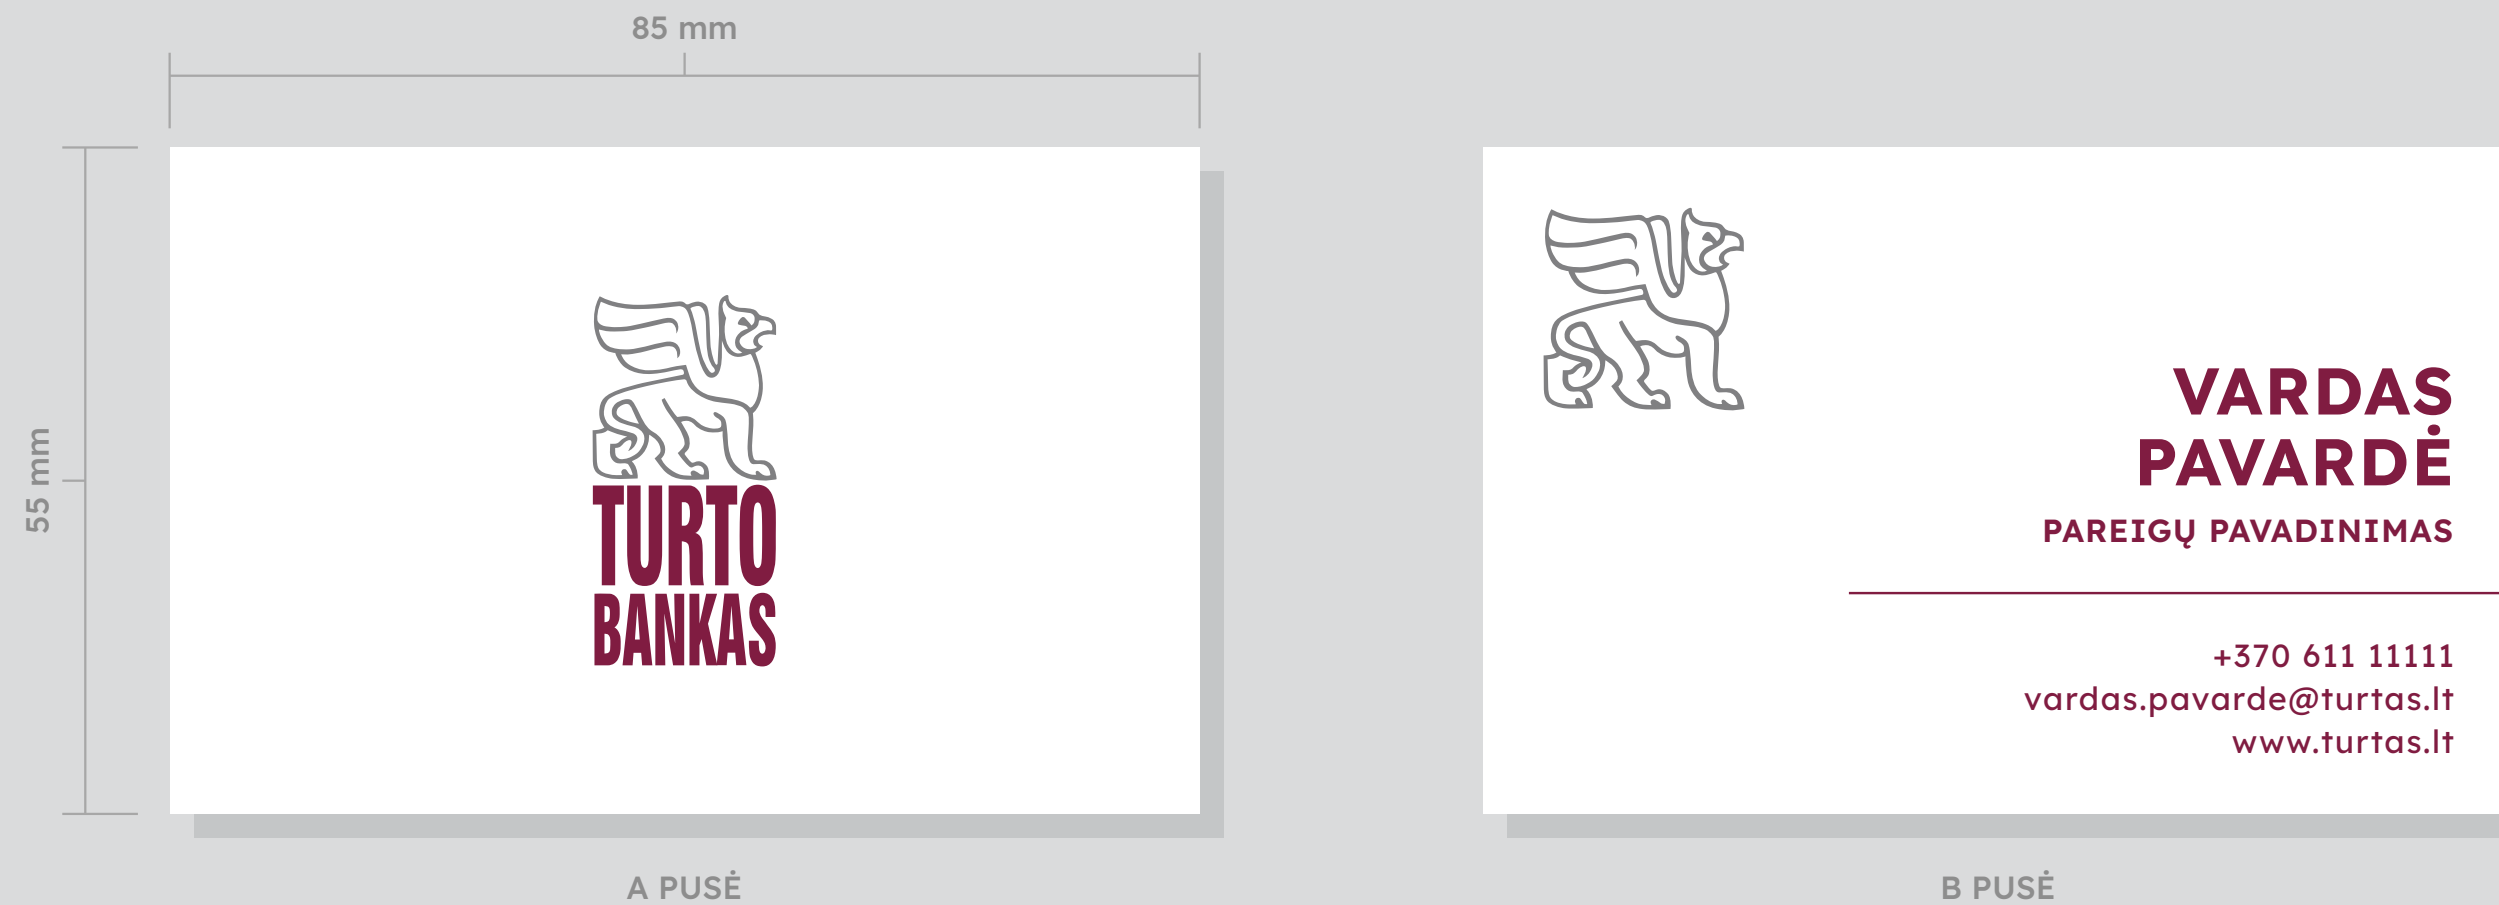 85 mm
55 mm
TURTO
BANKAS
A PUSĖ
VARDAS
PAVARDĖ
PAREIGŲ PAVADINIMAS
+370 611 11111
vardas.pavarde@turtas.lt
www.turtas.lt
B PUSĖ